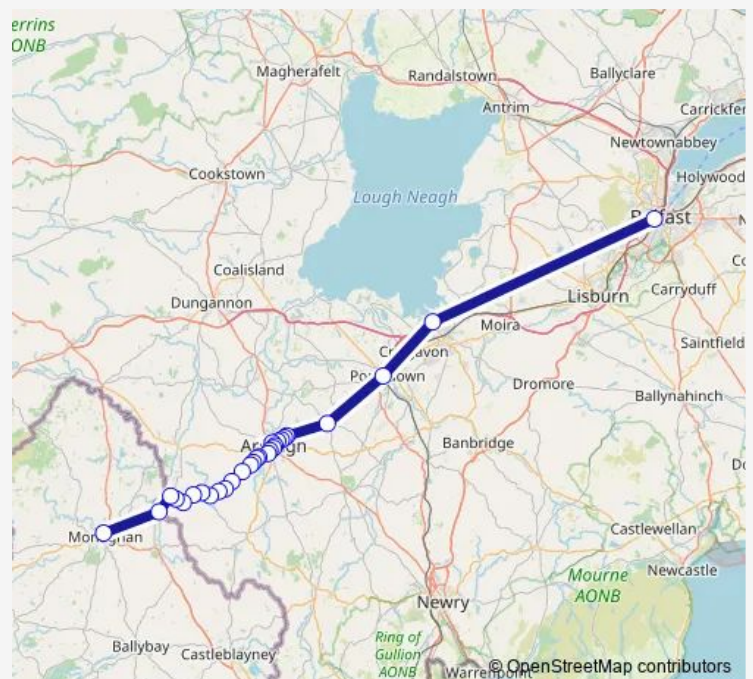 errins
AONB
Magherafelt
Randalstown
Ballyclare
Antrim
Carrickfer
Newtownabbey
Cookstown
Holywood
Lough Neagh
Coalisland
Lisburn
Carryduff
Dungannon
Moira
Saintfield
Dromore
Ballynahinch
Banbridge
Castlewellan
Mourne
AONB
Newcastle
Newry
Ballybay
Castleblayney
Ring of
Gullion
AONB
© OpenStreetMap contributors